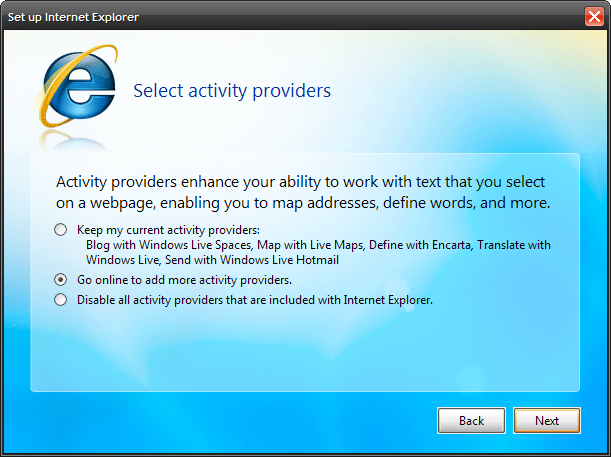 Set up Internet Explorer
Select activity providers
Activity providers enhance your ability to work with text that you select
on a webpage, enabling you to map addresses, define words, and more.
Keep my current activity providers:
Blog with Windows Live Spaces, Map with Live Maps, Define with Encarta, Translate with
Windows Live, Send with Windows Live Hotmail
Go online to add more activity providers.
Disable all activity providers that are included with Internet Explorer.
Back
Next